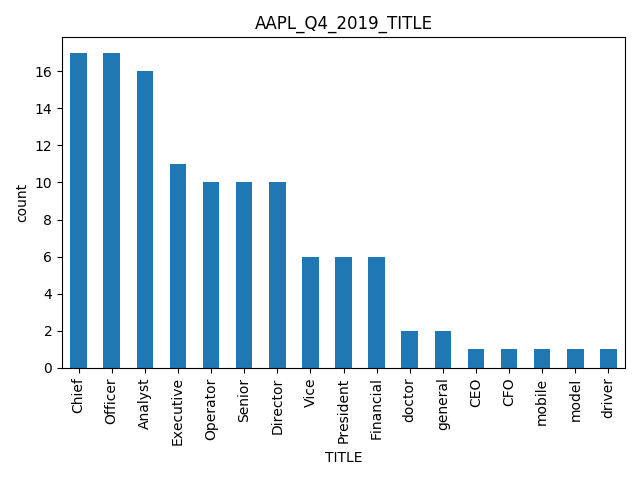 AAPL_Q4_2019_TITLE
count
16
14
12
10
8
6
4
2
0
Chief
Officer
Analyst
Executive
Operator
Senior
Director
Vice
President
Financial
doctor
general
CEO
CFO
mobile
model
driver
TITLE